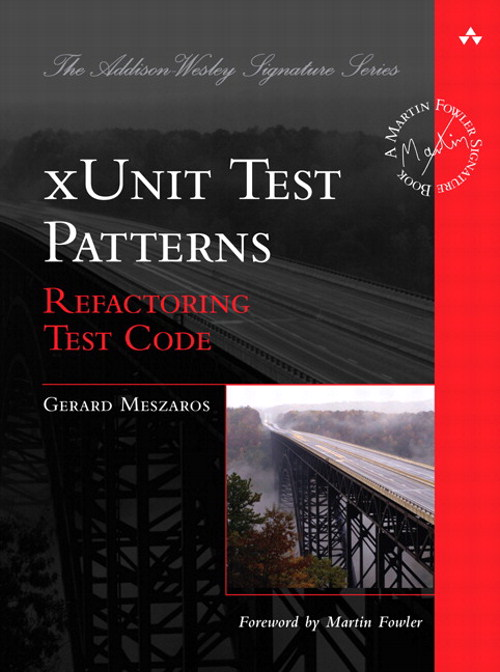 The Addison-Wesley Signature Series
A MARTIN FOWLER SIGNATURE BOOK
Martin
xUNIT TEST
PATTERNS
REFACTORING
TEST CODE
GERARD MESZAROS
Foreword by Martin Fowler